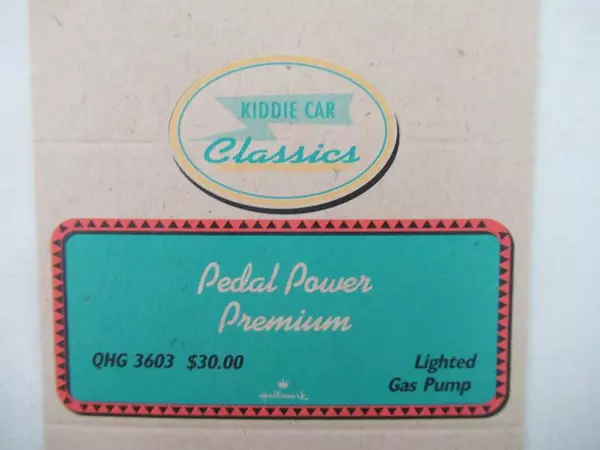 KIDDIE CAR
Classics
Pedal Power
Premium
QHG 3603 $30.00
Lighted
Gas Pump
Hallmark